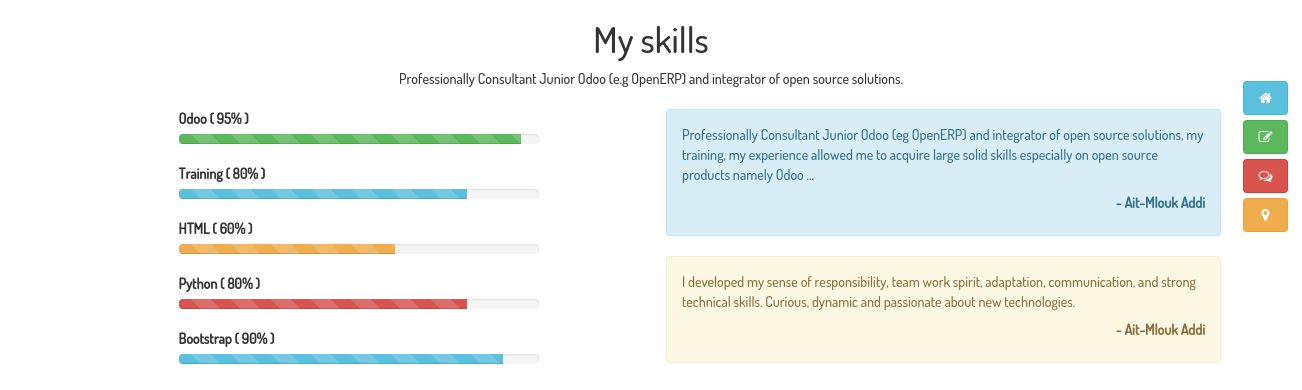 My skills
Professionally Consultant Junior Odoo (e.g OpenERP) and integrator of open source solutions.
Odoo ( 95% )
Training ( 80% )
HTML ( 60% )
Python ( 80% )
Bootstrap ( 90% )
Professionally Consultant Junior Odoo (eg OpenERP) and integrator of open source solutions, my
training, my experience allowed me to acquire large solid skills especially on open source
products namely Odoo ...
- Ait-Mlouk Addi
I developed my sense of responsibility, team work spirit, adaptation, communication, and strong
technical skills. Curious, dynamic and passionate about new technologies.
- Ait-Mlouk Addi